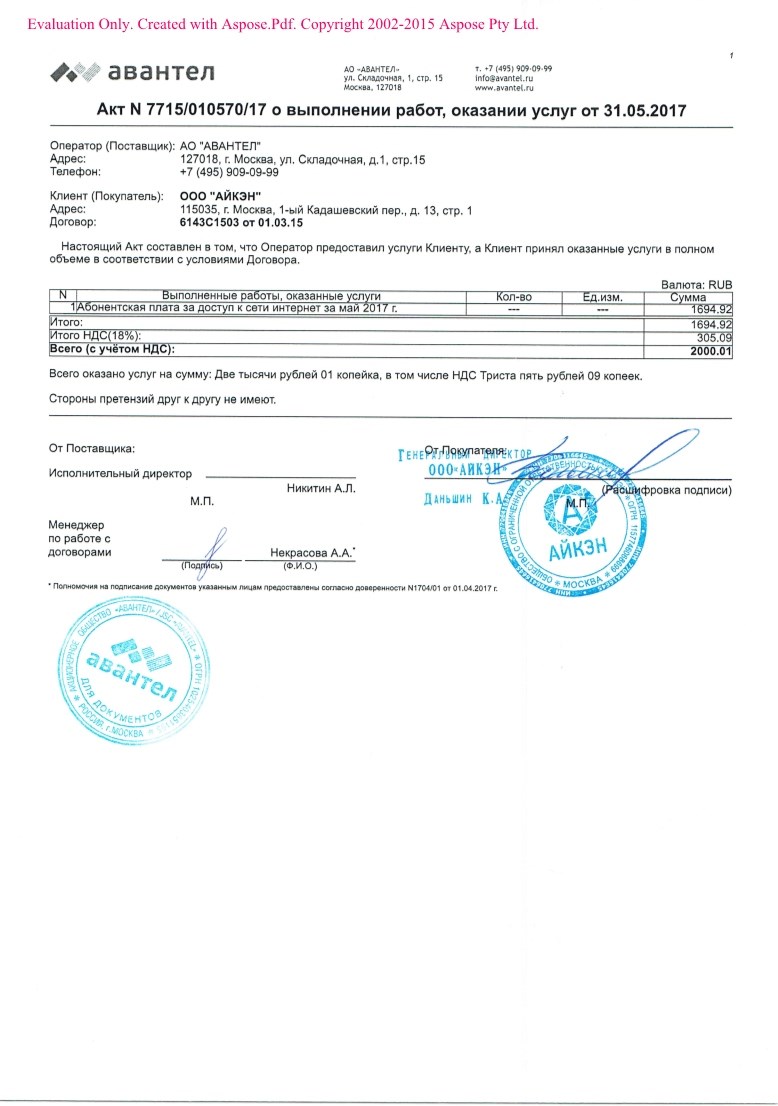 Evaluation Only. Created with Aspose.Pdf. Copyright 2002-2015 Aspose Pty Ltd.
1
авантел
АО «АВАНТЕЛ»
ул. Складочная, 1, стр. 15
Москва, 127018
т. +7 (495) 909-09-99
info@avantel.ru
www.avantel.ru
Акт N 7715/010570/17 о выполнении работ, оказании услуг от 31.05.2017
Оператор (Поставщик): АО "АВАНТЕЛ"
Адрес: 127018, г. Москва, ул. Складочная, д.1, стр.15
Телефон: +7 (495) 909-09-99
Клиент (Покупатель): ООО "АЙКЭН"
Адрес: 115035, г. Москва, 1-ый Кадашевский пер., д. 13, стр. 1
Договор: 6143С1503 от 01.03.15
Настоящий Акт составлен в том, что Оператор предоставил услуги Клиенту, а Клиент принял оказанные услуги в полном
объеме в соответствии с условиями Договора.
Валюта: RUB
N Выполненные работы, оказанные услуги Кол-во Ед.изм. Сумма
1 Абонентская плата за доступ к сети интернет за май 2017 г. --- --- 1694.92
Итого: 1694.92
Итого НДС(18%): 305.09
Всего (с учётом НДС): 2000.01
Всего оказано услуг на сумму: Две тысячи рублей 01 копейка, в том числе НДС Триста пять рублей 09 копеек.
Стороны претензий друг к другу не имеют.
От Поставщика:
От Покупателя:
Генеральный директор
ООО«АЙКЭН»
Даньшин К.А.
Исполнительный директор
Никитин А.Л.
М.П.
(Расшифровка подписи)
М.П.
АЙКЭН
МОСКВА
Менеджер
по работе с
договорами
Некрасова А.А.*
(Подпись) (Ф.И.О.)
* Полномочия на подписание документов указанным лицам предоставлены согласно доверенности N1704/01 от 01.04.2017 г.
АКЦИОНЕРНОЕ ОБЩЕСТВО «АВАНТЕЛ»
авантел
ДЛЯ ДОКУМЕНТОВ
РОССИЯ, г.МОСКВА